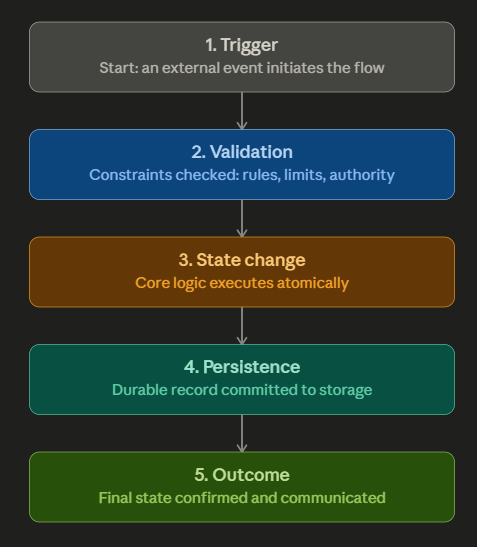 1. Trigger
Start: an external event initiates the flow
2. Validation
Constraints checked: rules, limits, authority
3. State change
Core logic executes atomically
4. Persistence
Durable record committed to storage
5. Outcome
Final state confirmed and communicated